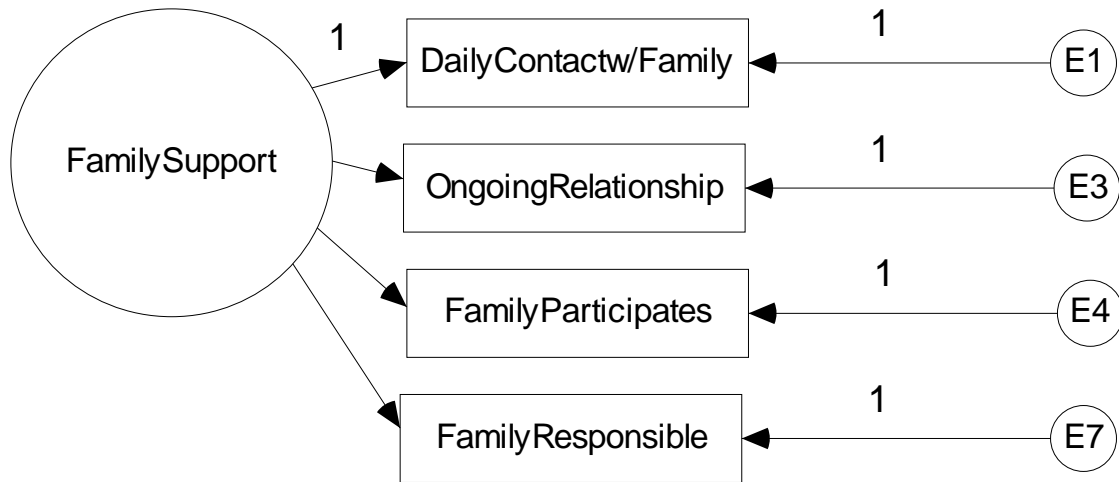 1
1
DailyContactw/Family
E1
FamilySupport
1
OngoingRelationship
E3
1
FamilyParticipates
E4
1
FamilyResponsible
E7